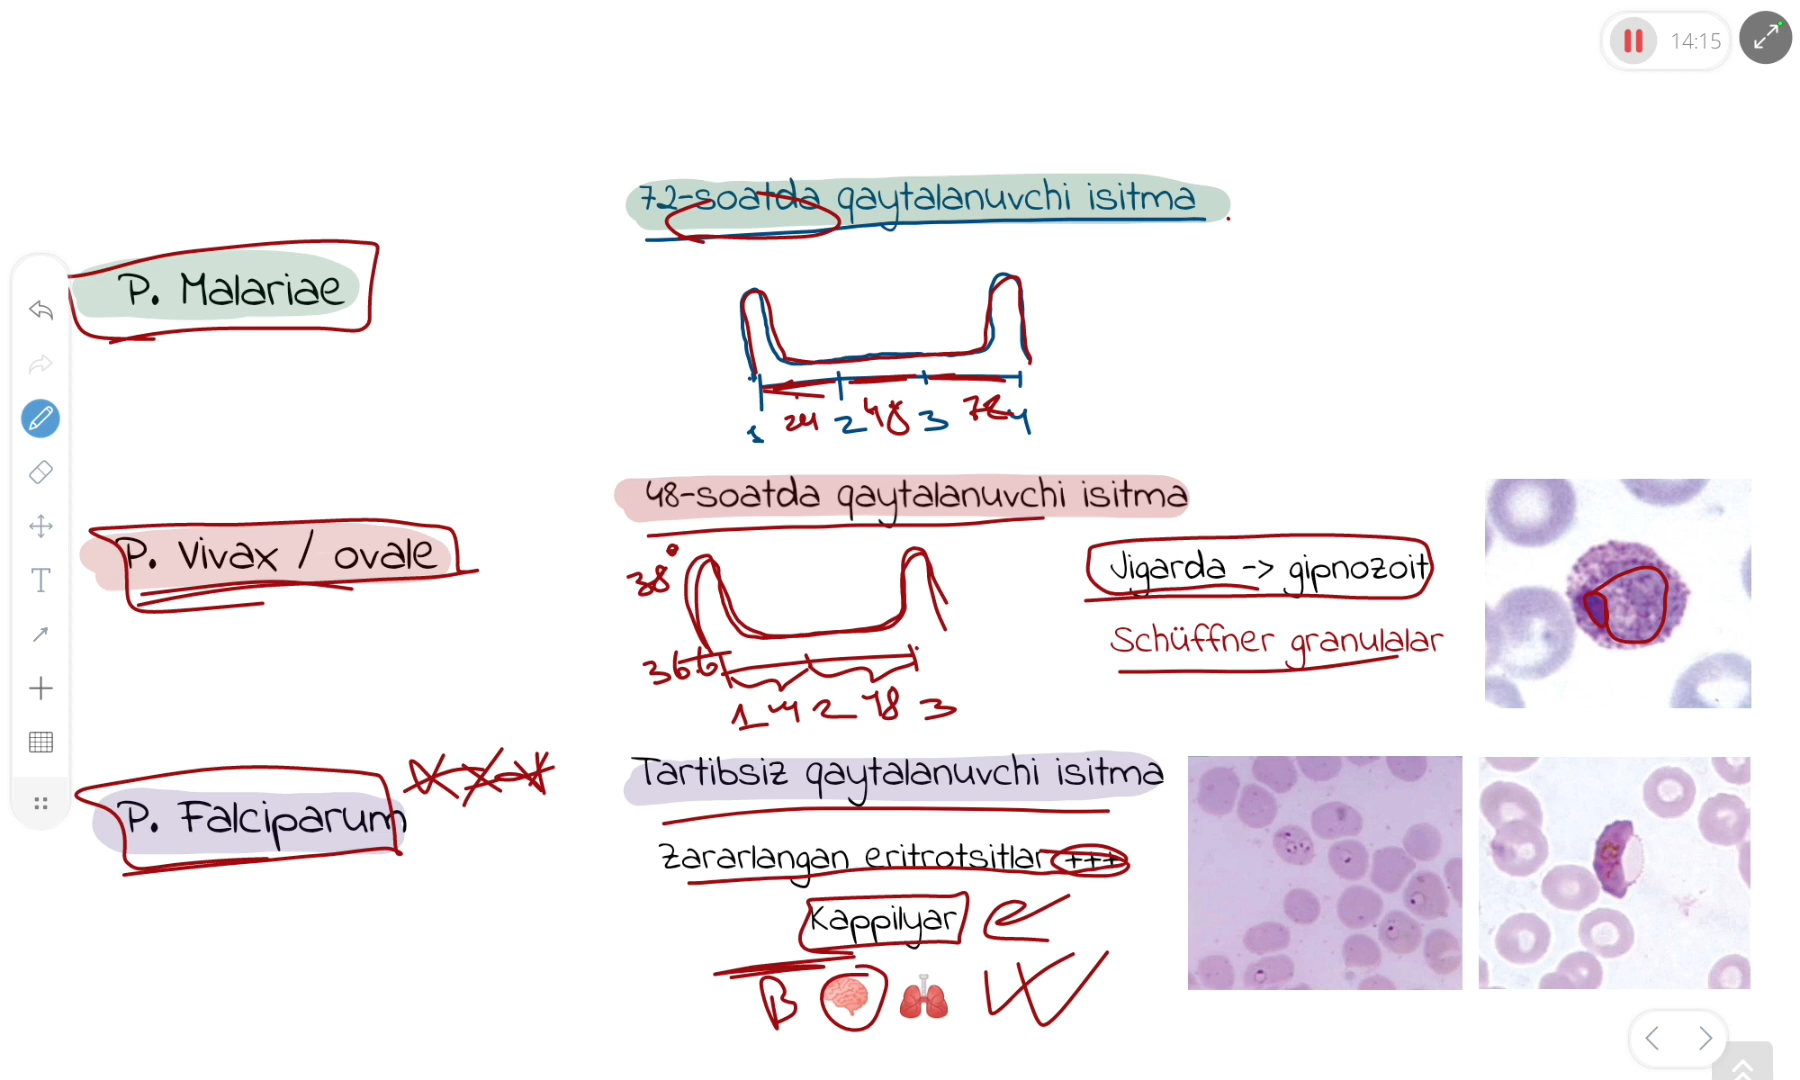 14:15
72-soatda qaytalanuvchi isitma
P. Malariae
24 2 48 3 72 4
48-soatda qaytalanuvchi isitma
P. Vivax / ovale
38°
Jigarda -> gipnozoit
Schüffner granulalar
36 6
1 24 2 48 3
Tartibsiz qaytalanuvchi isitma
P. Falciparum
Zararlangan eritrotsitlar +++
Kappilyar
B
T